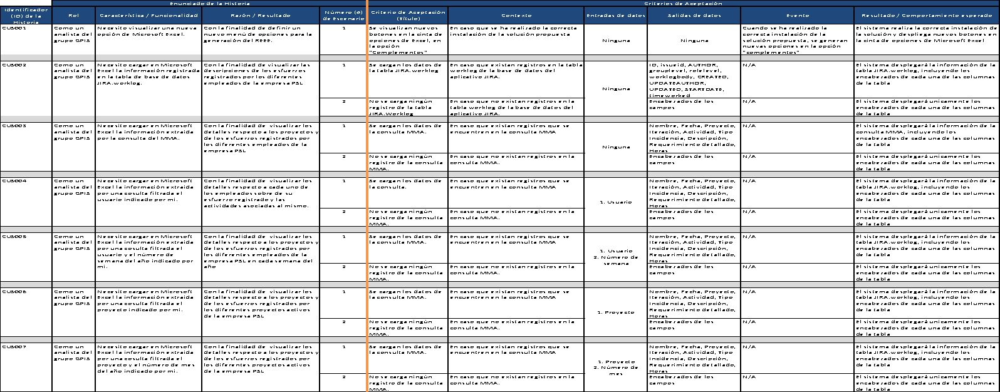 Enunciado de la Historia
Criterios de Aceptación
Identificador
(ID) de la
Historia
Rol
Característica / Funcionalidad
Razón / Resultado
Número (#)
de Escenario
Criterio de Aceptación
(Título)
Contexto
Entradas de datos
Salidas de datos
Evento
Resultado / Comportamiento esperado
CUS001
Como un
analista del
grupo GPIS
Necesito visualizar una nueva
opción de Microsoft Excel.
Con la finalidad de definir un
nuevo menú de opciones para la
generación del REEE.
1
Se visualizan nuevos
botones en la cinta de
opciones de Excel, en
la opción
"Complementos"
En caso que se ha realizado la correcta
instalación de la solución propuesta
Ninguna
Ninguna
Cuando se ha realizado la
correcta instalación de la
solución propuesta, se generan
nuevas opciones en la opción
"complementos"
El sistema realiza la correcta instalación de
la solución y despliega nuevos botones en
la cinta de opciones de Microsoft Excel
CUS002
Como un
analista del
grupo GPIS
Necesito cargar en Microsoft
Excel la información registrada
en la tabla de base de datos
JIRA.worklog.
Con la finalidad de visualizar las
descripciones de los esfuerzos
registrados por los diferentes
empleados de la empresa PSL
1
Se cargan los datos de
la tabla JIRA.worklog
En caso que existan registros en la tabla
worklog de la base de datos del
aplicativo JIRA.
Ninguna
ID, issueid, AUTHOR,
grouplevel, rolelevel,
worklogbody, CREATED,
UPDATEAUTHOR,
UPDATED, STARTDATE,
timeworked
N/A
El sistema desplegará la información de la
tabla JIRA.worklog, incluyendo los
encabezados de cada una de las columnas
de la tabla
2
No se carga ningún
registro de la tabla
JIRA.Worklog
En caso que no existan registros en la
tabla worklog de la base de datos del
aplicativo JIRA.
Encabezados de los
campos
N/A
El sistema desplegará únicamente los
encabezados de cada una de las columnas
de la tabla
CUS003
Como un
analista del
grupo GPIS
Necesito cargar en Microsoft
Excel la información extraída
por la consulta del MMA.
Con la finalidad de visualizar los
detalles respecto a los proyectos y
de los esfuerzos registrados por
los diferentes empleados de la
empresa PSL
1
Se cargan los datos de
la consulta MMA.
En caso que existan registros que se
encuentren en la consulta MMA
Ninguna
Nombre, Fecha, Proyecto,
Iteración, Actividad, Tipo
Incidencia, Descripción,
Requerimiento detallado,
Horas
N/A
El sistema desplegará la información de la
consulta MMA, incluyendo los
encabezados de cada una de las columnas
de la tabla
2
No se carga ningún
registro de la consulta
MMA.
En caso que no existan registros en la
consulta MMA.
Encabezados de los
campos
N/A
El sistema desplegará únicamente los
encabezados de cada una de las columnas
de la tabla
CUS004
Como un
analista del
grupo GPIS
Necesito cargar en Microsoft
Excel la información extraída
por una cosulta filtrada el
usuario indicado por mi.
Con la finalidad de visualizar los
detalles respecto a cada uno de
los empleados sobre de su
esfuerzo registrado y las
actividades asociadas al mismo.
1
Se cargan los datos de
la consulta.
En caso que existan registros que se
encuentren en la consulta MMA
1. Usuario
Nombre, Fecha, Proyecto,
Iteración, Actividad, Tipo
Incidencia, Descripción,
Requerimiento detallado,
Horas
N/A
El sistema desplegará la información de la
tabla JIRA.worklog, incluyendo los
encabezados de cada una de las columnas
de la tabla
2
No se carga ningún
registro de la consulta
MMA.
En caso que no existan registros en la
consulta MMA.
Encabezados de los
campos
N/A
El sistema desplegará únicamente los
encabezados de cada una de las columnas
de la tabla
CUS005
Como un
analista del
grupo GPIS
Necesito cargar en Microsoft
Excel la información extraída
por una cosulta filtrada el
usuario y el número de
semana del año indicado por
mi.
Con la finalidad de visualizar los
detalles respecto a los proyectos y
de los esfuerzos registrados por
los diferentes empleados de la
empresa PSL en cada semana del
año
1
Se cargan los datos de
la consulta MMA.
En caso que existan registros que se
encuentren en la consulta MMA
1. Usuario
2. Número de
semana
Nombre, Fecha, Proyecto,
Iteración, Actividad, Tipo
Incidencia, Descripción,
Requerimiento detallado,
Horas
N/A
El sistema desplegará la información de la
tabla JIRA.worklog, incluyendo los
encabezados de cada una de las columnas
de la tabla
2
No se carga ningún
registro de la consulta
MMA.
En caso que no existan registros en la
consulta MMA.
Encabezados de los
campos
N/A
El sistema desplegará únicamente los
encabezados de cada una de las columnas
de la tabla
CUS006
Como un
analista del
grupo GPIS
Necesito cargar en Microsoft
Excel la información extraída
por una cosulta filtrada el
proyecto indicado por mi.
Con la finalidad de visualizar los
detalles respecto a los proyectos y
de los esfuerzos registrados por
los diferentes proyectos activos
de la empresa PSL
1
Se cargan los datos de
la consulta MMA.
En caso que existan registros que se
encuentren en la consulta MMA
1. Proyecto
Nombre, Fecha, Proyecto,
Iteración, Actividad, Tipo
Incidencia, Descripción,
Requerimiento detallado,
Horas
N/A
El sistema desplegará la información de la
tabla JIRA.worklog, incluyendo los
encabezados de cada una de las columnas
de la tabla
2
No se carga ningún
registro de la consulta
MMA.
En caso que no existan registros en la
consulta MMA.
Encabezados de los
campos
N/A
El sistema desplegará únicamente los
encabezados de cada una de las columnas
de la tabla
CUS007
Como un
analista del
grupo GPIS
Necesito cargar en Microsoft
Excel la información extraída
por una cosulta filtrada el
proyecto y el número de mes
del año indicado por mi.
Con la finalidad de visualizar los
detalles respecto a los proyectos y
de los esfuerzos registrados por
los diferentes proyectos activos
de la empresa PSL
1
Se cargan los datos de
la consulta MMA.
En caso que existan registros que se
encuentren en la consulta MMA
1. Proyecto
2. Número de
mes
Nombre, Fecha, Proyecto,
Iteración, Actividad, Tipo
Incidencia, Descripción,
Requerimiento detallado,
Horas
N/A
El sistema desplegará la información de la
tabla JIRA.worklog, incluyendo los
encabezados de cada una de las columnas
de la tabla
2
No se carga ningún
registro de la consulta
MMA.
En caso que no existan registros en la
consulta MMA.
Encabezados de los
campos
N/A
El sistema desplegará únicamente los
encabezados de cada una de las columnas
de la tabla